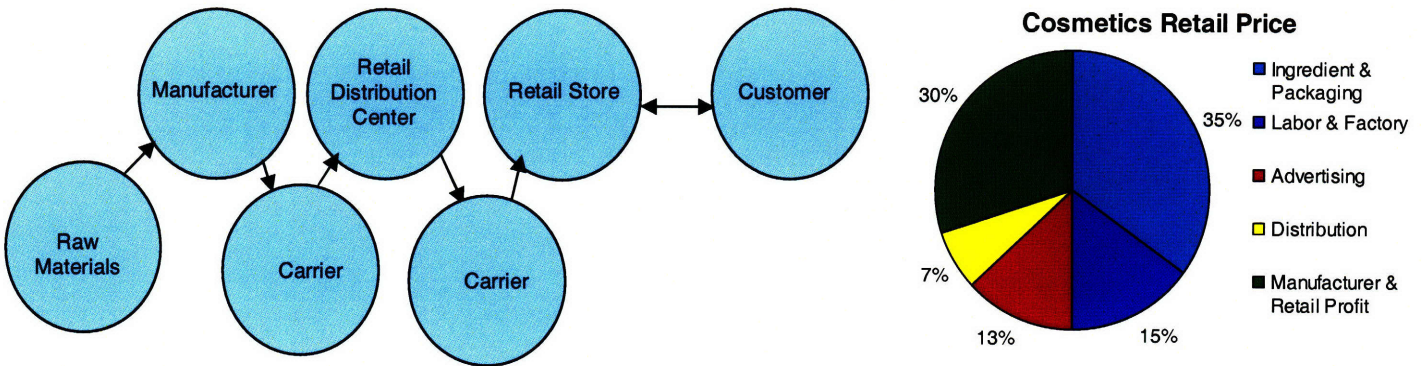 Manufacturer
Retail
Distribution
Center
Retail Store
Customer
Raw
Materials
Carrier
Carrier
Cosmetics Retail Price
30%
35%
7%
13%
15%
Ingredient &
Packaging
Labor & Factory
Advertising
Distribution
Manufacturer &
Retail Profit